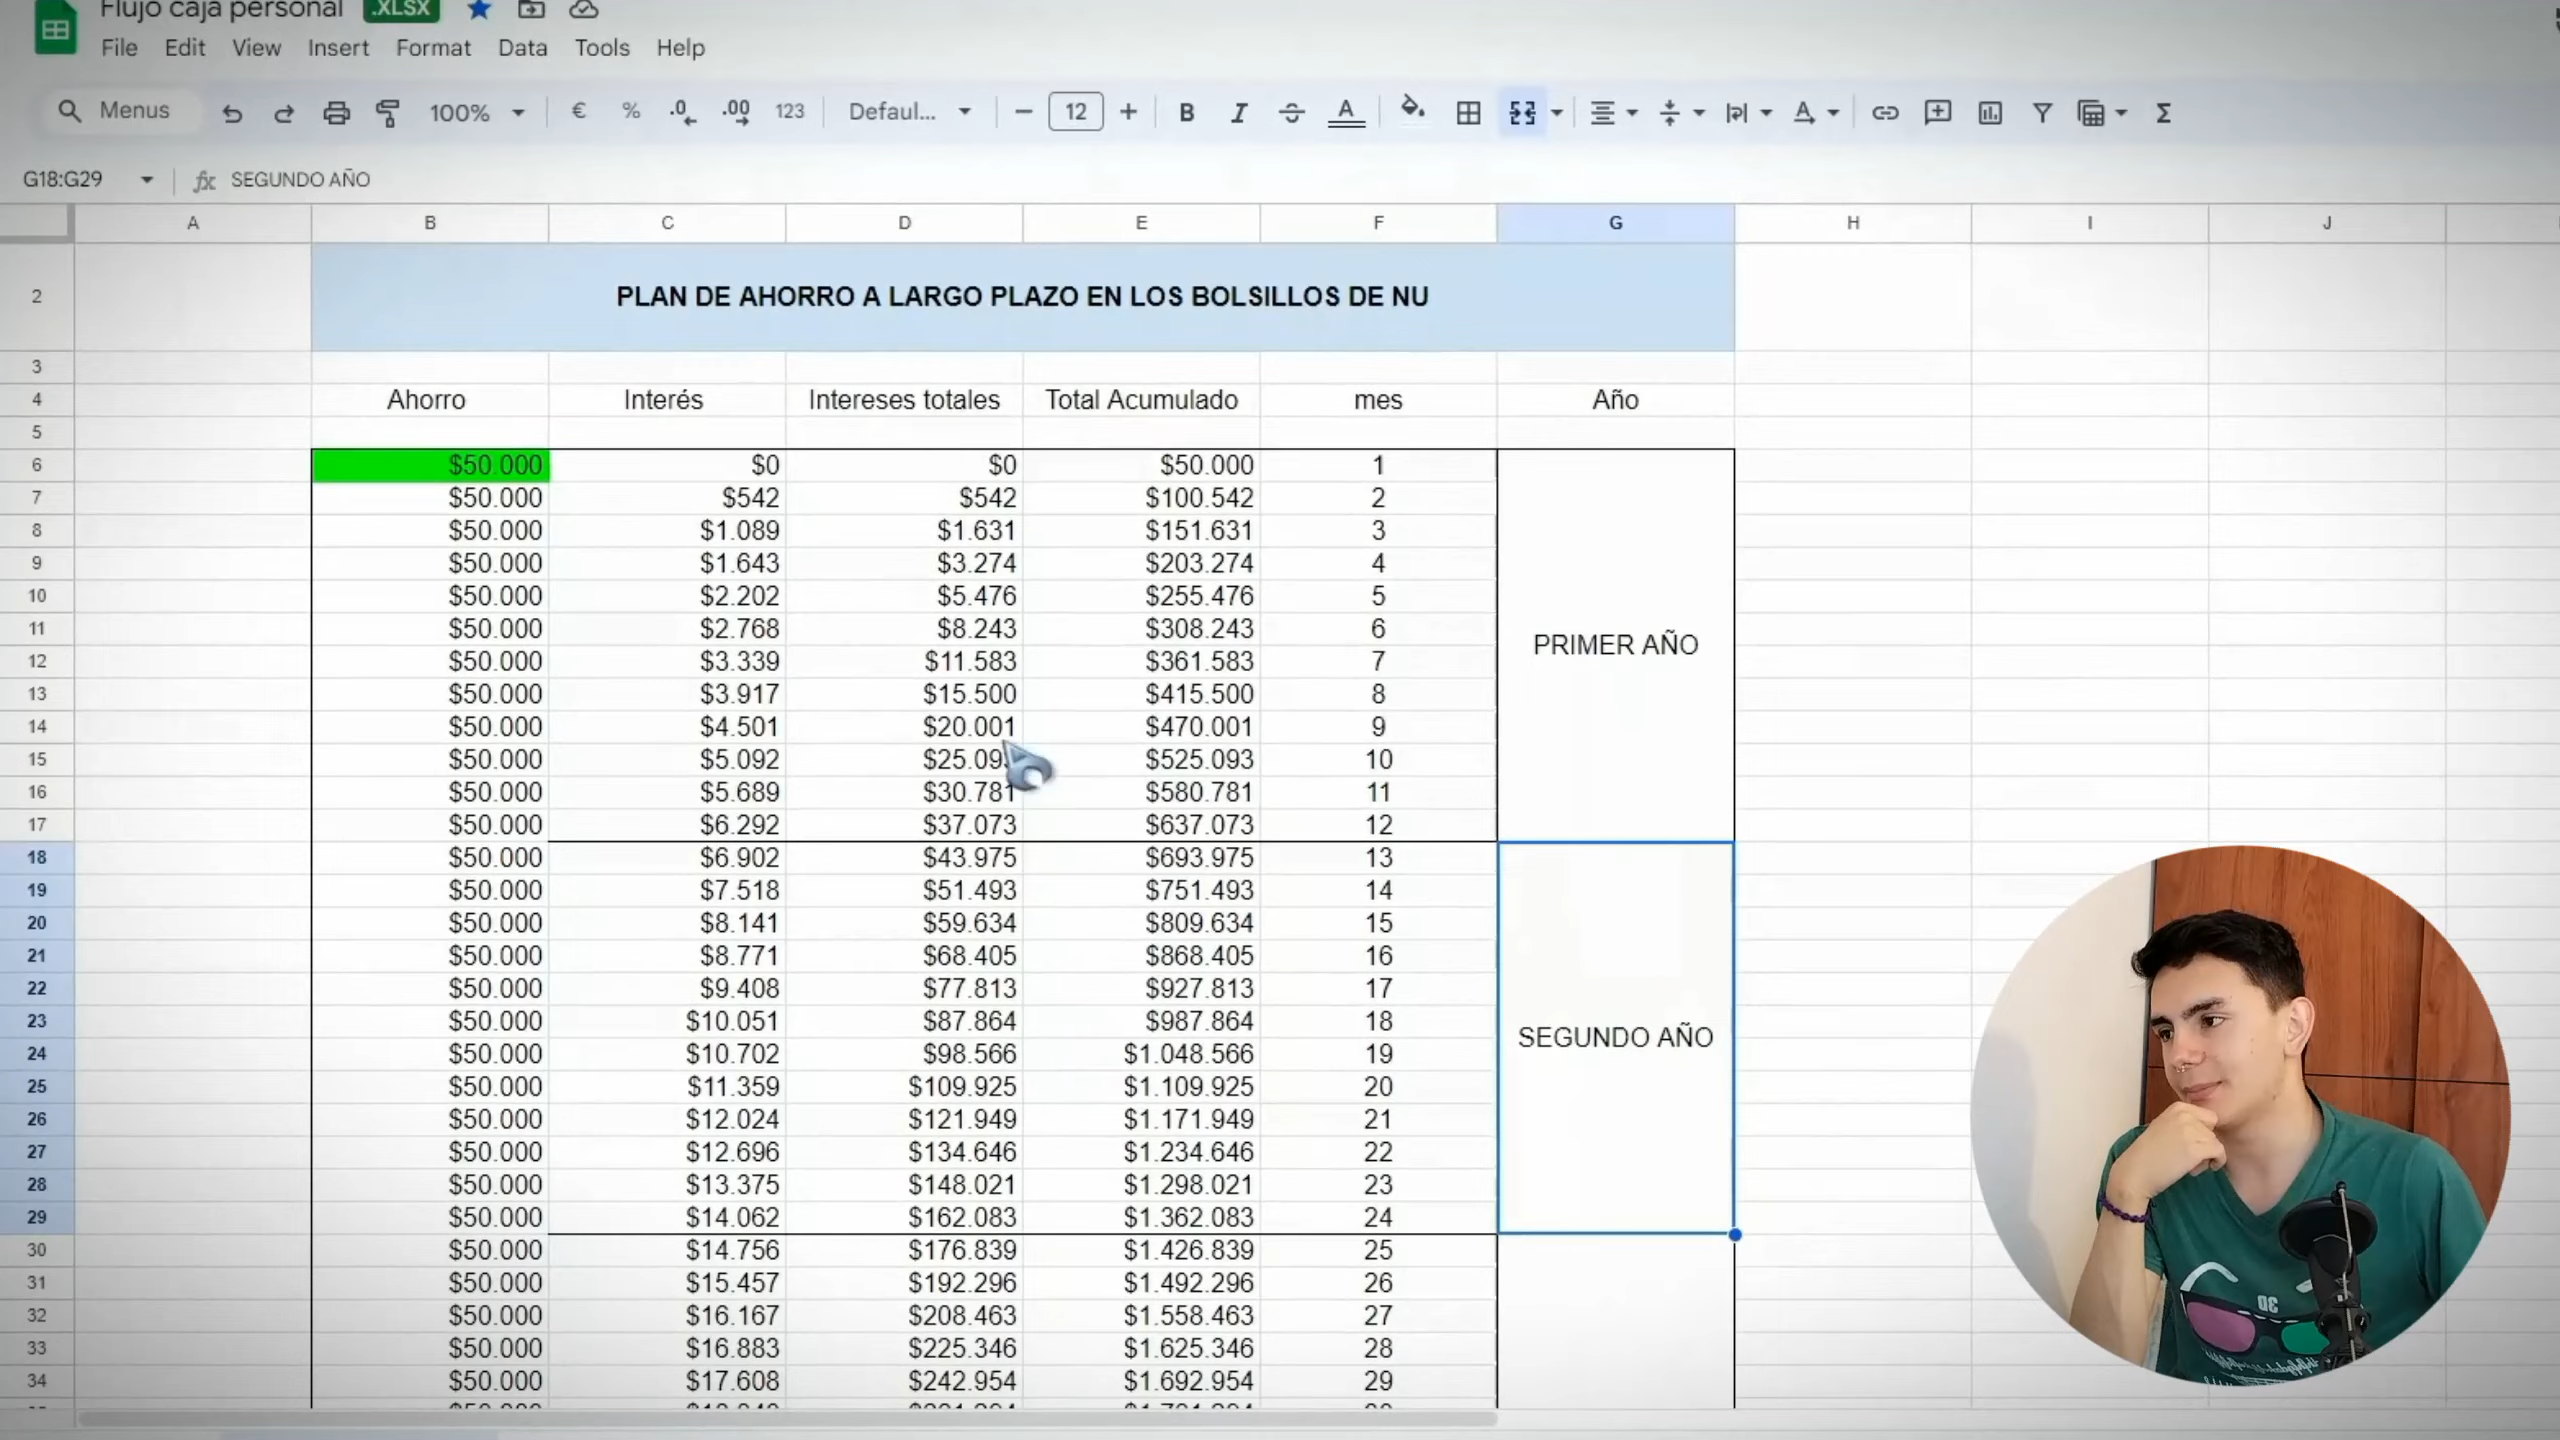 Flujo caja personal .XLSX
File Edit View Insert Format Data Tools Help
Menus 100% € % .0 .00 123 Defaul... 12 B I A A Σ
G18:G29 fx SEGUNDO AÑO
A B C D E F G H I J
2 PLAN DE AHORRO A LARGO PLAZO EN LOS BOLSILLOS DE NU
3
4 Ahorro Interés Intereses totales Total Acumulado mes Año
5
6 $50.000 $0 $0 $50.000 1
7 $50.000 $542 $542 $100.542 2
8 $50.000 $1.089 $1.631 $151.631 3
9 $50.000 $1.643 $3.274 $203.274 4
10 $50.000 $2.202 $5.476 $255.476 5
11 $50.000 $2.768 $8.243 $308.243 6
PRIMER AÑO
12 $50.000 $3.339 $11.583 $361.583 7
13 $50.000 $3.917 $15.500 $415.500 8
14 $50.000 $4.501 $20.001 $470.001 9
15 $50.000 $5.092 $25.09 $525.093 10
16 $50.000 $5.689 $30.781 $580.781 11
17 $50.000 $6.292 $37.073 $637.073 12
18 $50.000 $6.902 $43.975 $693.975 13
19 $50.000 $7.518 $51.493 $751.493 14
20 $50.000 $8.141 $59.634 $809.634 15
21 $50.000 $8.771 $68.405 $868.405 16
22 $50.000 $9.408 $77.813 $927.813 17
23 $50.000 $10.051 $87.864 $987.864 18
SEGUNDO AÑO
24 $50.000 $10.702 $98.566 $1.048.566 19
25 $50.000 $11.359 $109.925 $1.109.925 20
26 $50.000 $12.024 $121.949 $1.171.949 21
27 $50.000 $12.696 $134.646 $1.234.646 22
28 $50.000 $13.375 $148.021 $1.298.021 23
29 $50.000 $14.062 $162.083 $1.362.083 24
30 $50.000 $14.756 $176.839 $1.426.839 25
31 $50.000 $15.457 $192.296 $1.492.296 26
32 $50.000 $16.167 $208.463 $1.558.463 27
33 $50.000 $16.883 $225.346 $1.625.346 28
34 $50.000 $17.608 $242.954 $1.692.954 29